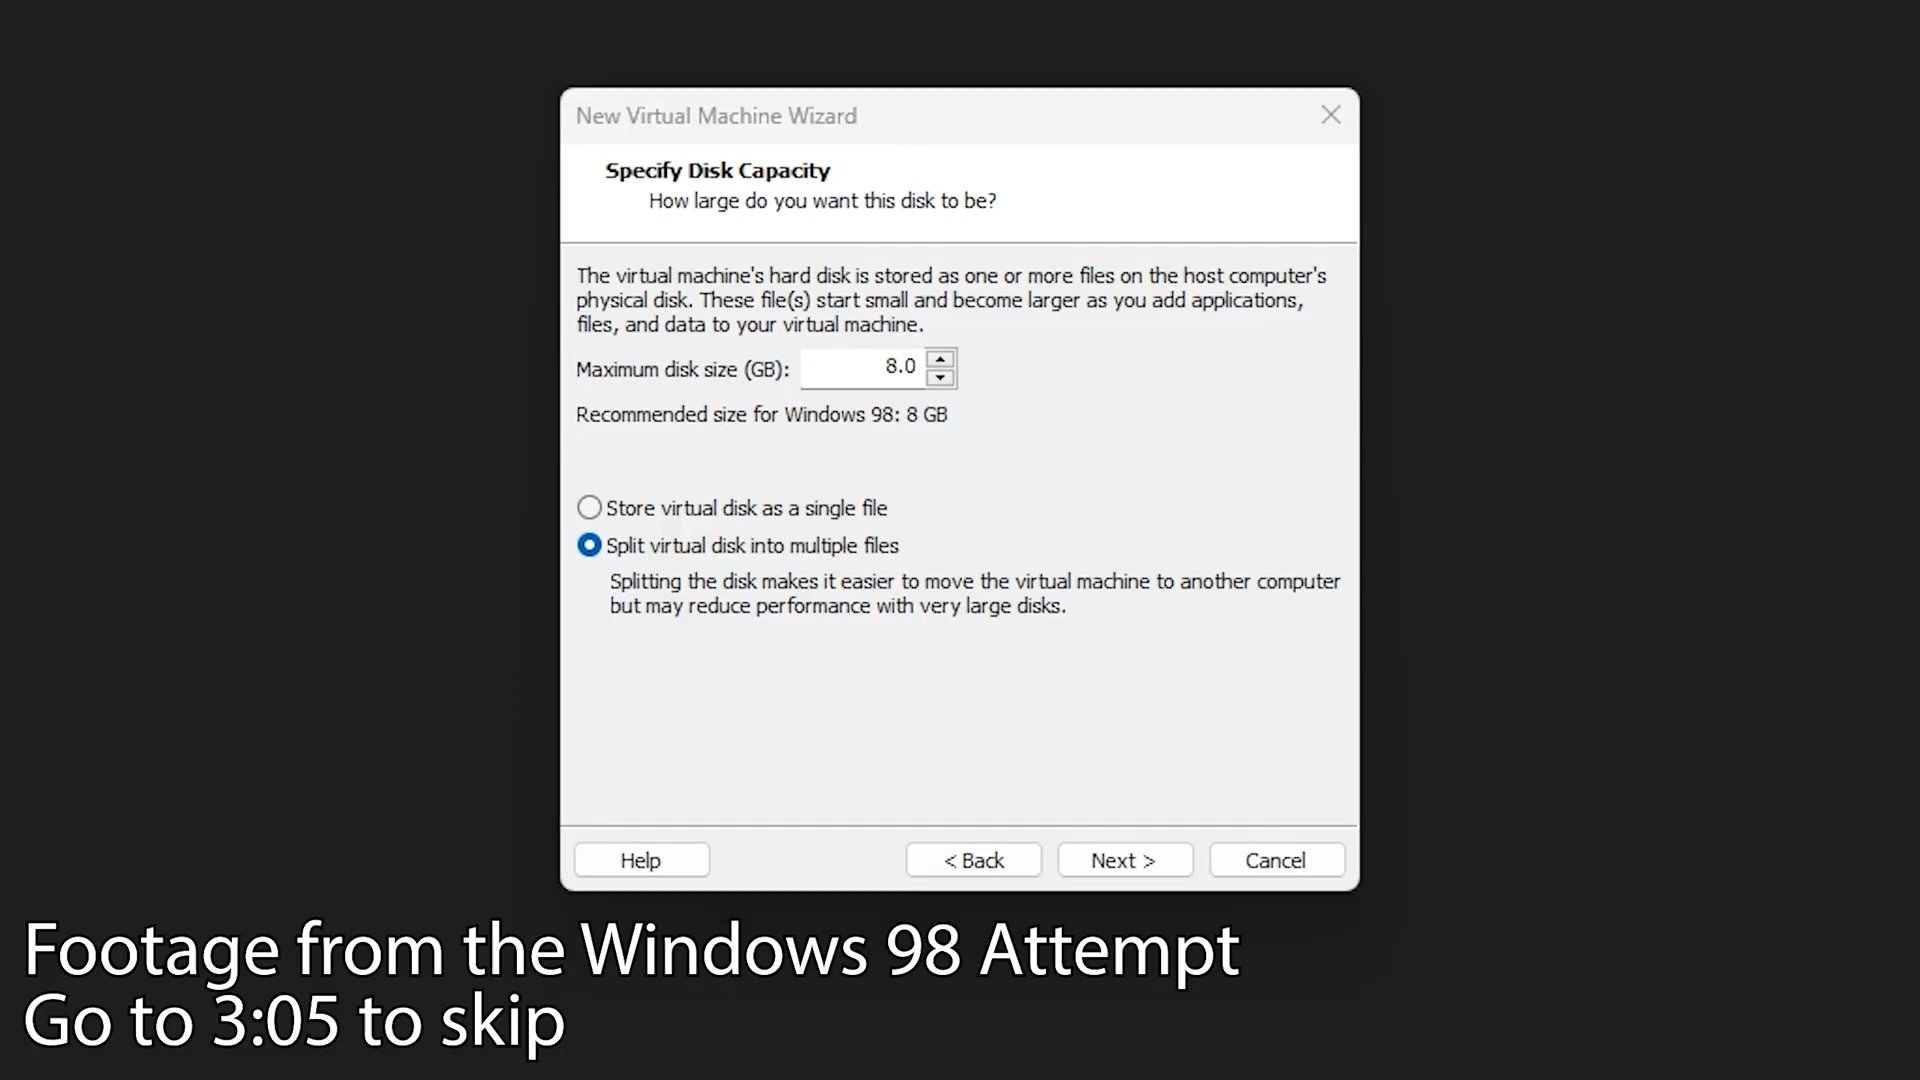 New Virtual Machine Wizard
Specify Disk Capacity
How large do you want this disk to be?
The virtual machine's hard disk is stored as one or more files on the host computer's
physical disk. These file(s) start small and become larger as you add applications,
files, and data to your virtual machine.
Maximum disk size (GB): 8.0
Recommended size for Windows 98: 8 GB
Store virtual disk as a single file
Split virtual disk into multiple files
Splitting the disk makes it easier to move the virtual machine to another computer
but may reduce performance with very large disks.
Help < Back Next > Cancel
Footage from the Windows 98 Attempt
Go to 3:05 to skip